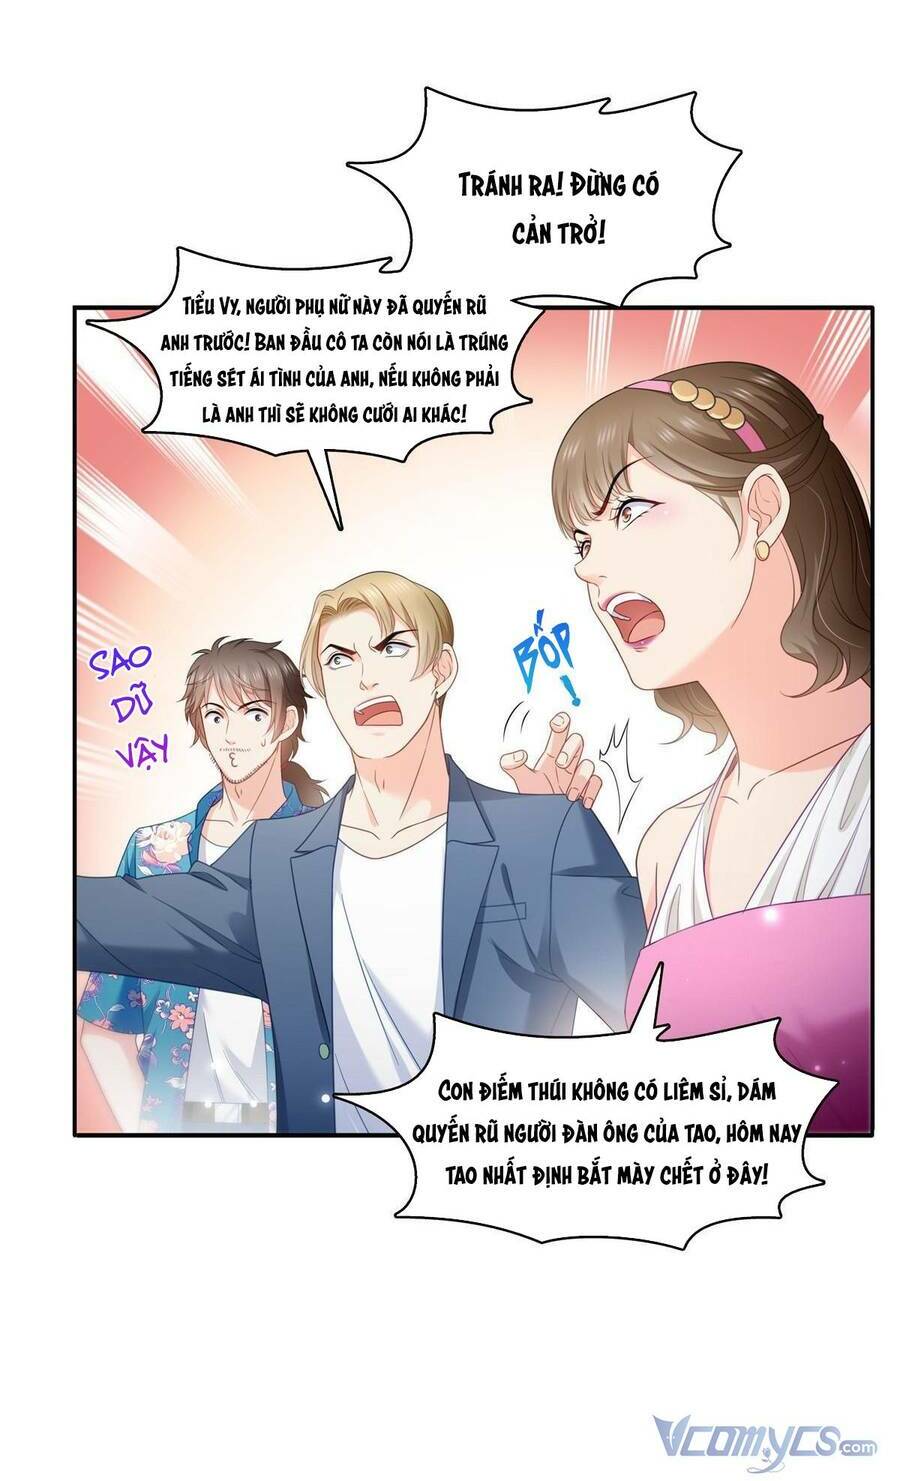 TRÁNH RA! ĐỪNG CÓ
CẢN TRỞ!
TIỂU VY, NGƯỜI PHỤ NỮ NÀY ĐÃ QUYẾN RŨ
ANH TRƯỚC! BAN ĐẦU CÔ TA CÒN NÓI LÀ TRÚNG
TIẾNG SÉT ÁI TÌNH CỦA ANH, NẾU KHÔNG PHẢI
LÀ ANH THÌ SẼ KHÔNG CƯỚI AI KHÁC!
BỐP
!
SAO
DỮ
VẬY
CON ĐIẾM THÚI KHÔNG CÓ LIÊM SỈ, DÁM
QUYẾN RŨ NGƯỜI ĐÀN ÔNG CỦA TAO, HÔM NAY
TAO NHẤT ĐỊNH BẮT MÀY CHẾT Ở ĐÂY!
VCOMYCS.com